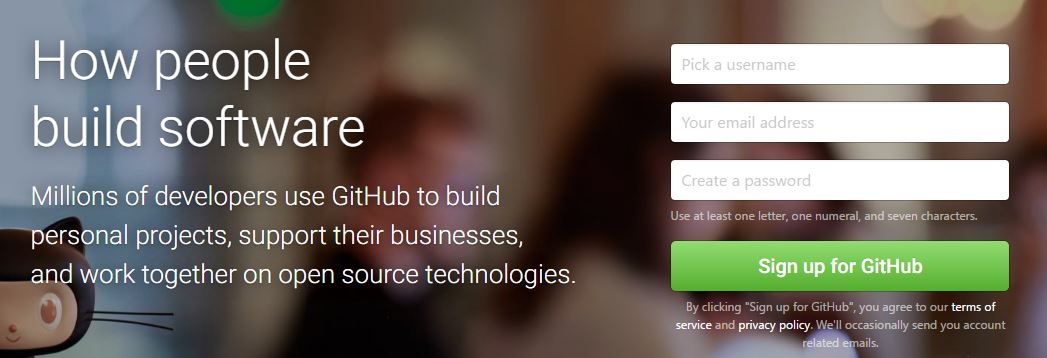 How people
build software
Millions of developers use GitHub to build
personal projects, support their businesses,
and work together on open source technologies.
Pick a username
Your email address
Create a password
Use at least one letter, one numeral, and seven characters.
Sign up for GitHub
By clicking "Sign up for GitHub", you agree to our terms of
service and privacy policy. We'll occasionally send you account
related emails.